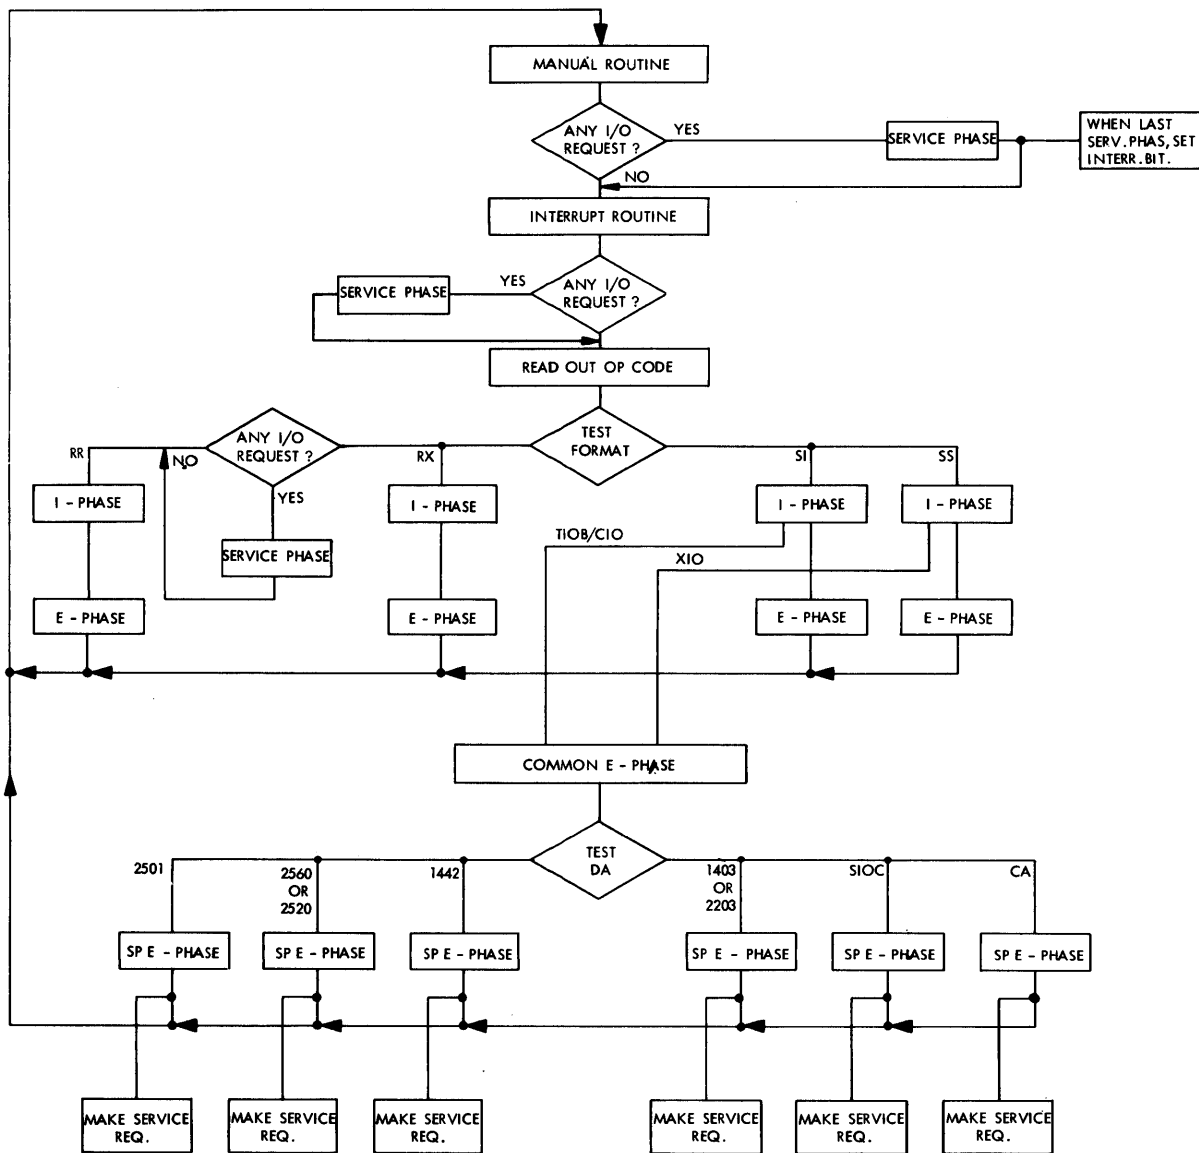 MANUAL ROUTINE
ANY I/O
REQUEST ?
YES
SERVICE PHASE
WHEN LAST
SERV.PHAS, SET
INTERR.BIT.
NO
INTERRUPT ROUTINE
ANY I/O
REQUEST ?
YES
SERVICE PHASE
READ OUT OP CODE
TEST
FORMAT
ANY I/O
REQUEST ?
RR
NO
RX
SI
SS
I - PHASE
YES
I - PHASE
I - PHASE
I - PHASE
SERVICE PHASE
TIOB/CIO
XIO
E - PHASE
E - PHASE
E - PHASE
E - PHASE
COMMON E - PHASE
TEST
DA
2501
2560
OR
2520
1442
1403
OR
2203
SIOC
CA
SP E - PHASE
SP E - PHASE
SP E - PHASE
SP E - PHASE
SP E - PHASE
SP E - PHASE
MAKE SERVICE
REQ.
MAKE SERVICE
REQ.
MAKE SERVICE
REQ.
MAKE SERVICE
REQ.
MAKE SERVICE
REQ.
MAKE SERVICE
REQ.